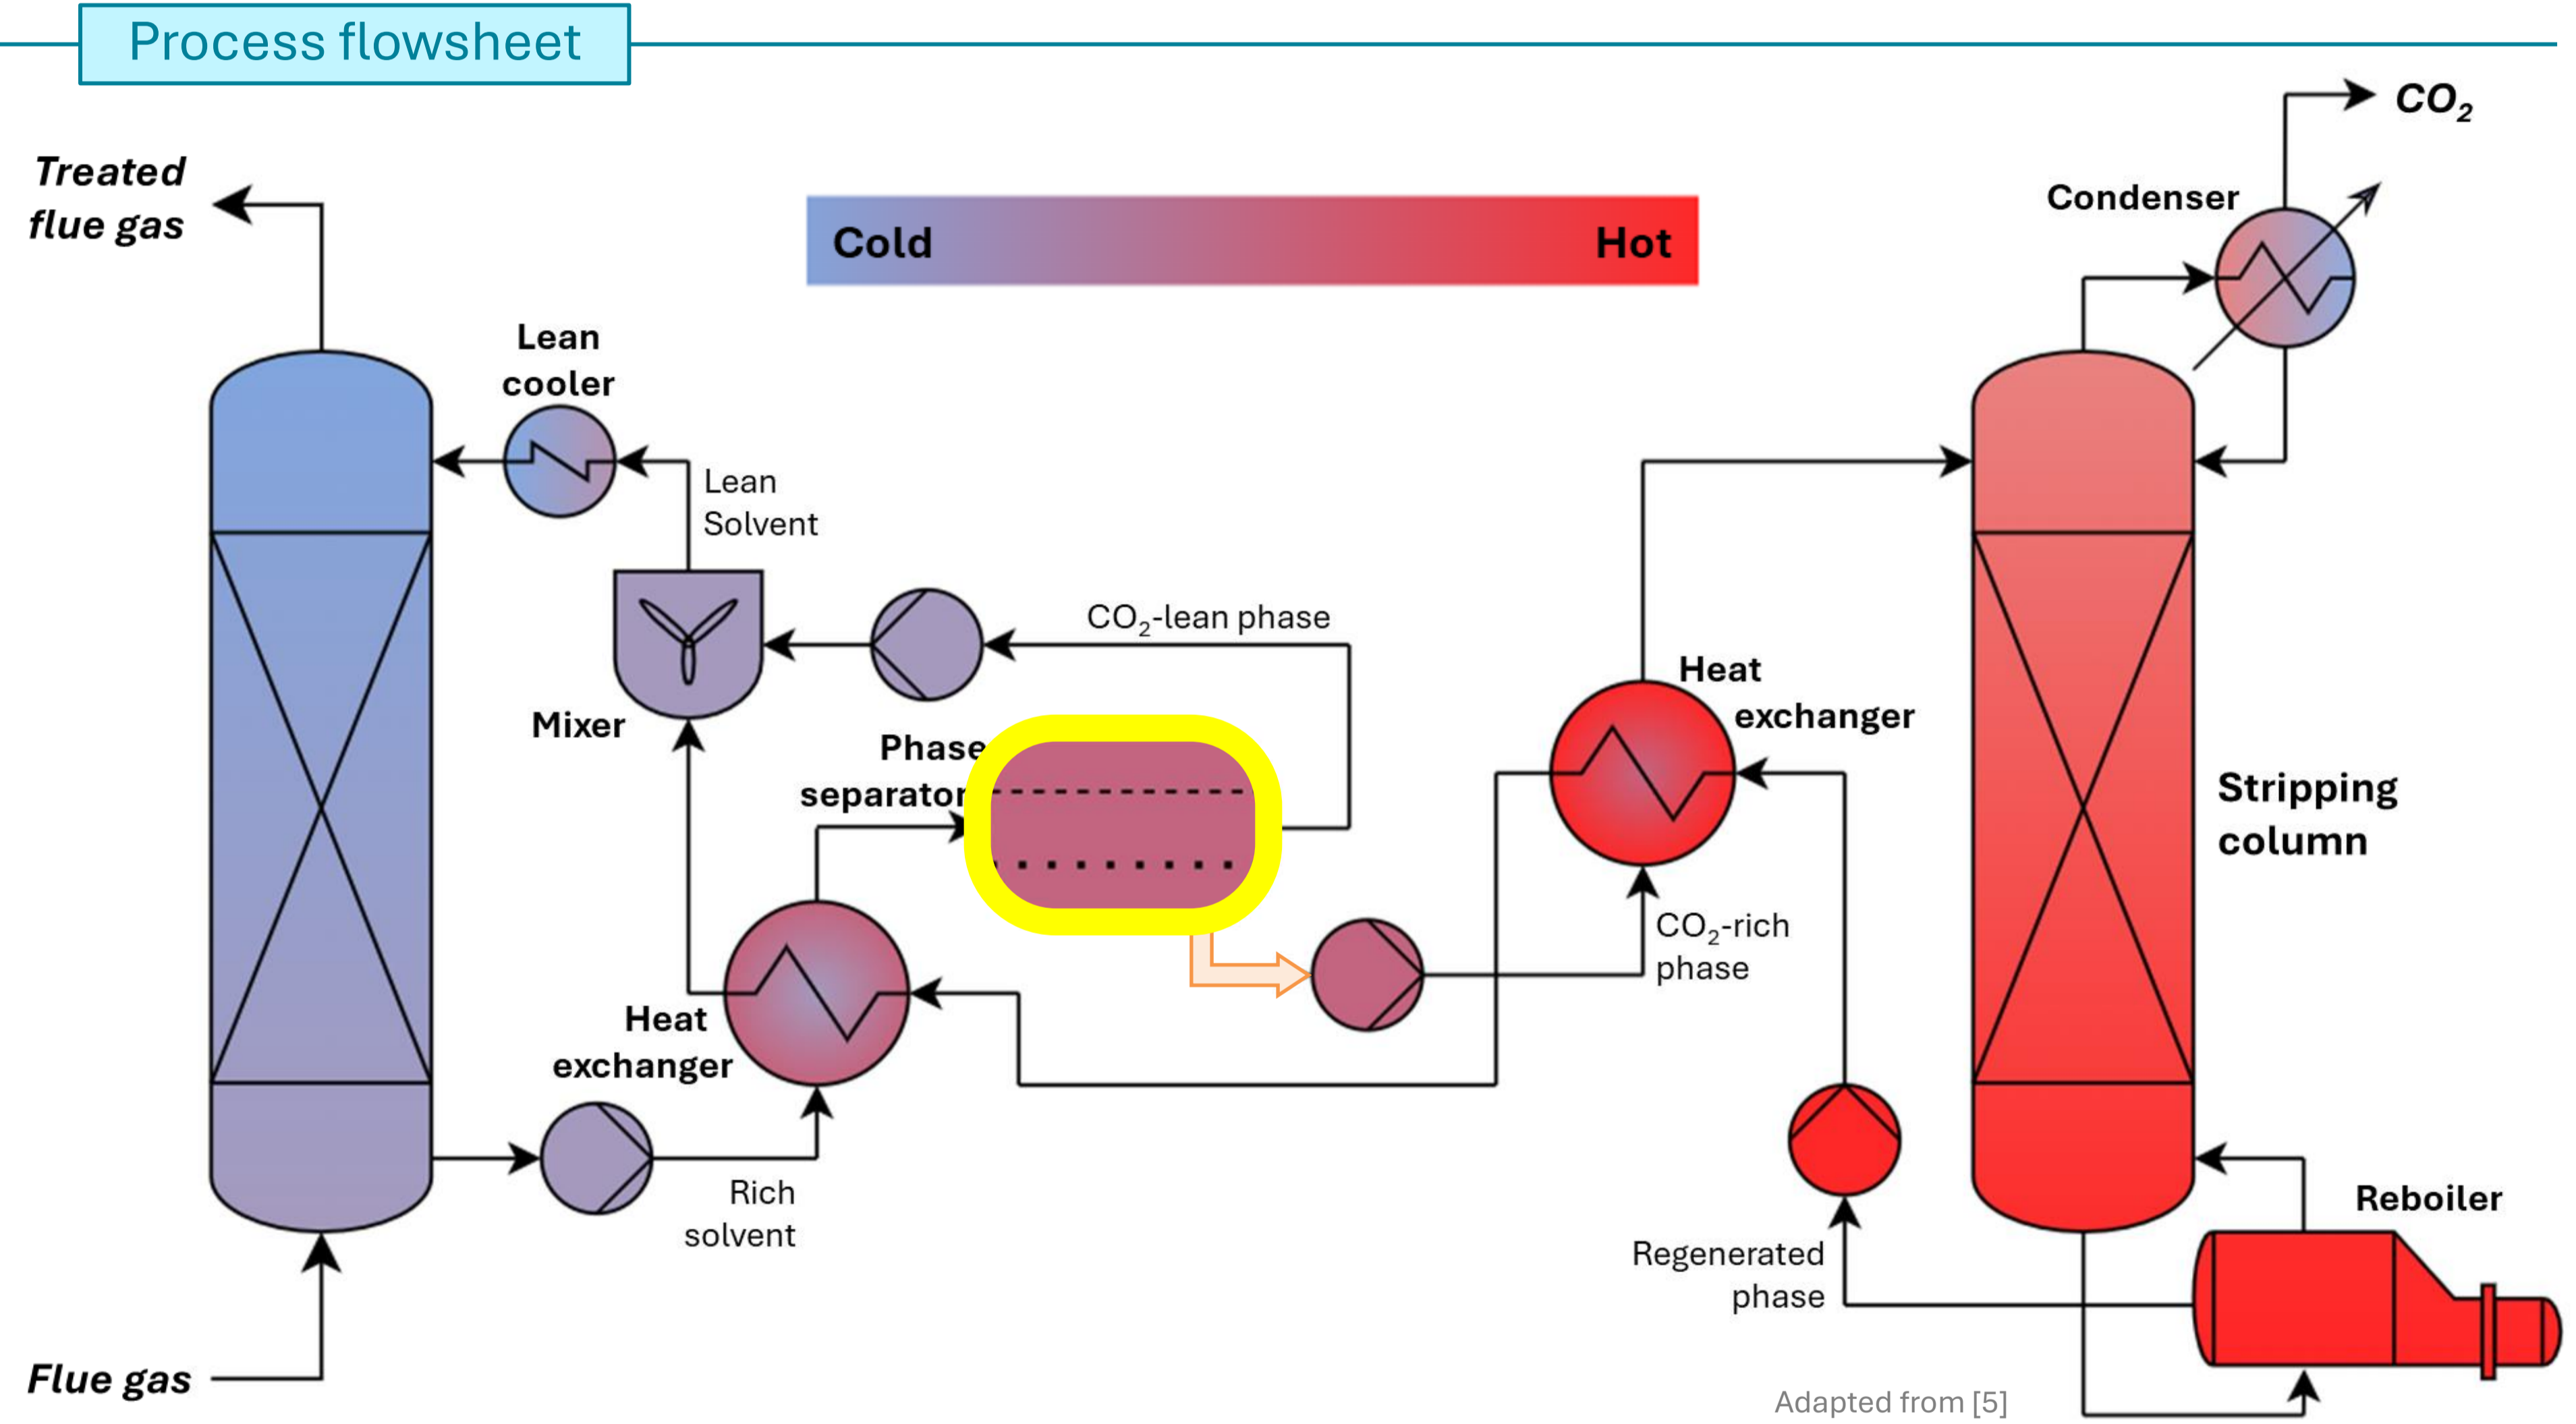 Process flowsheet
CO₂
Treated
flue gas
Condenser
Cold
Hot
Lean
cooler
Lean
Solvent
CO₂-lean phase
Heat
exchanger
Mixer
Phase
separator
Stripping
column
CO₂-rich
phase
Heat
exchanger
Rich
solvent
Reboiler
Regenerated
phase
Flue gas
Adapted from [5]